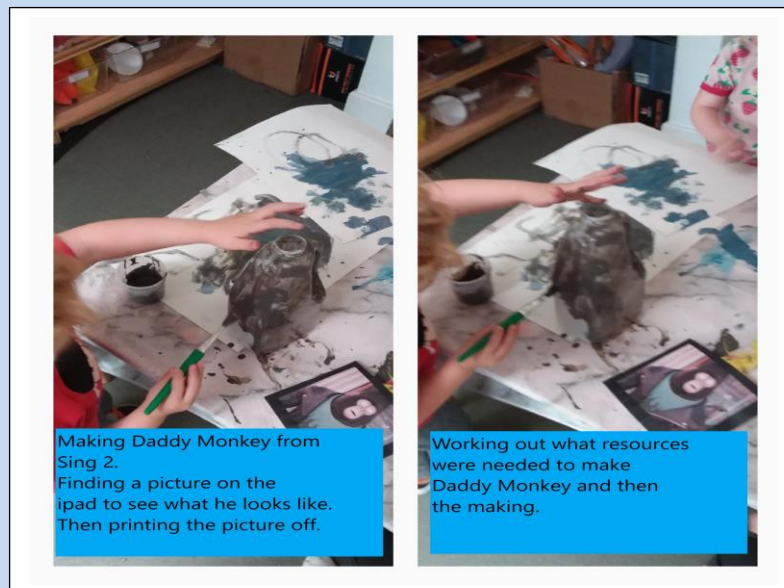 Making Daddy Monkey from
Sing 2.
Finding a picture on the
ipad to see what he looks like.
Then printing the picture off.
Working out what resources
were needed to make
Daddy Monkey and then
the making.